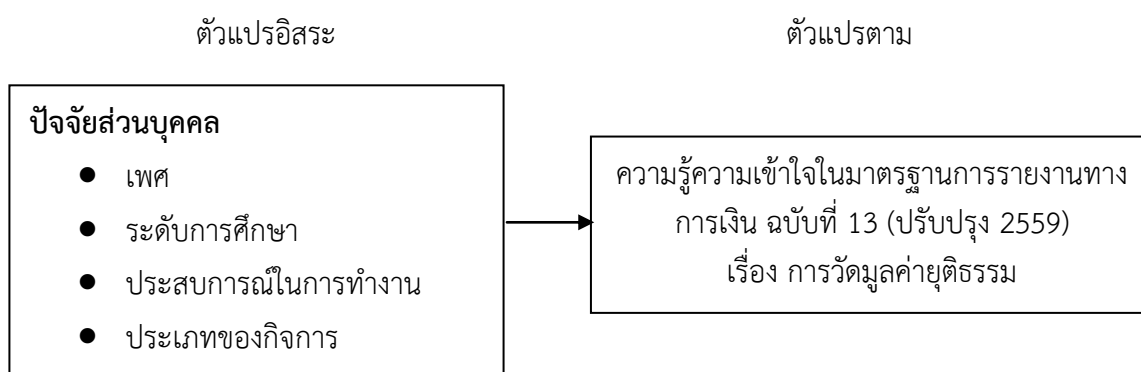 ตัวแปรอิสระ
ตัวแปรตาม
ปัจจัยส่วนบุคคล
● เพศ
● ระดับการศึกษา
● ประสบการณ์ในการทำงาน
● ประเภทของกิจการ
ความรู้ความเข้าใจในมาตรฐานการรายงานทาง
การเงิน ฉบับที่ 13 (ปรับปรุง 2559)
เรื่อง การวัดมูลค่ายุติธรรม